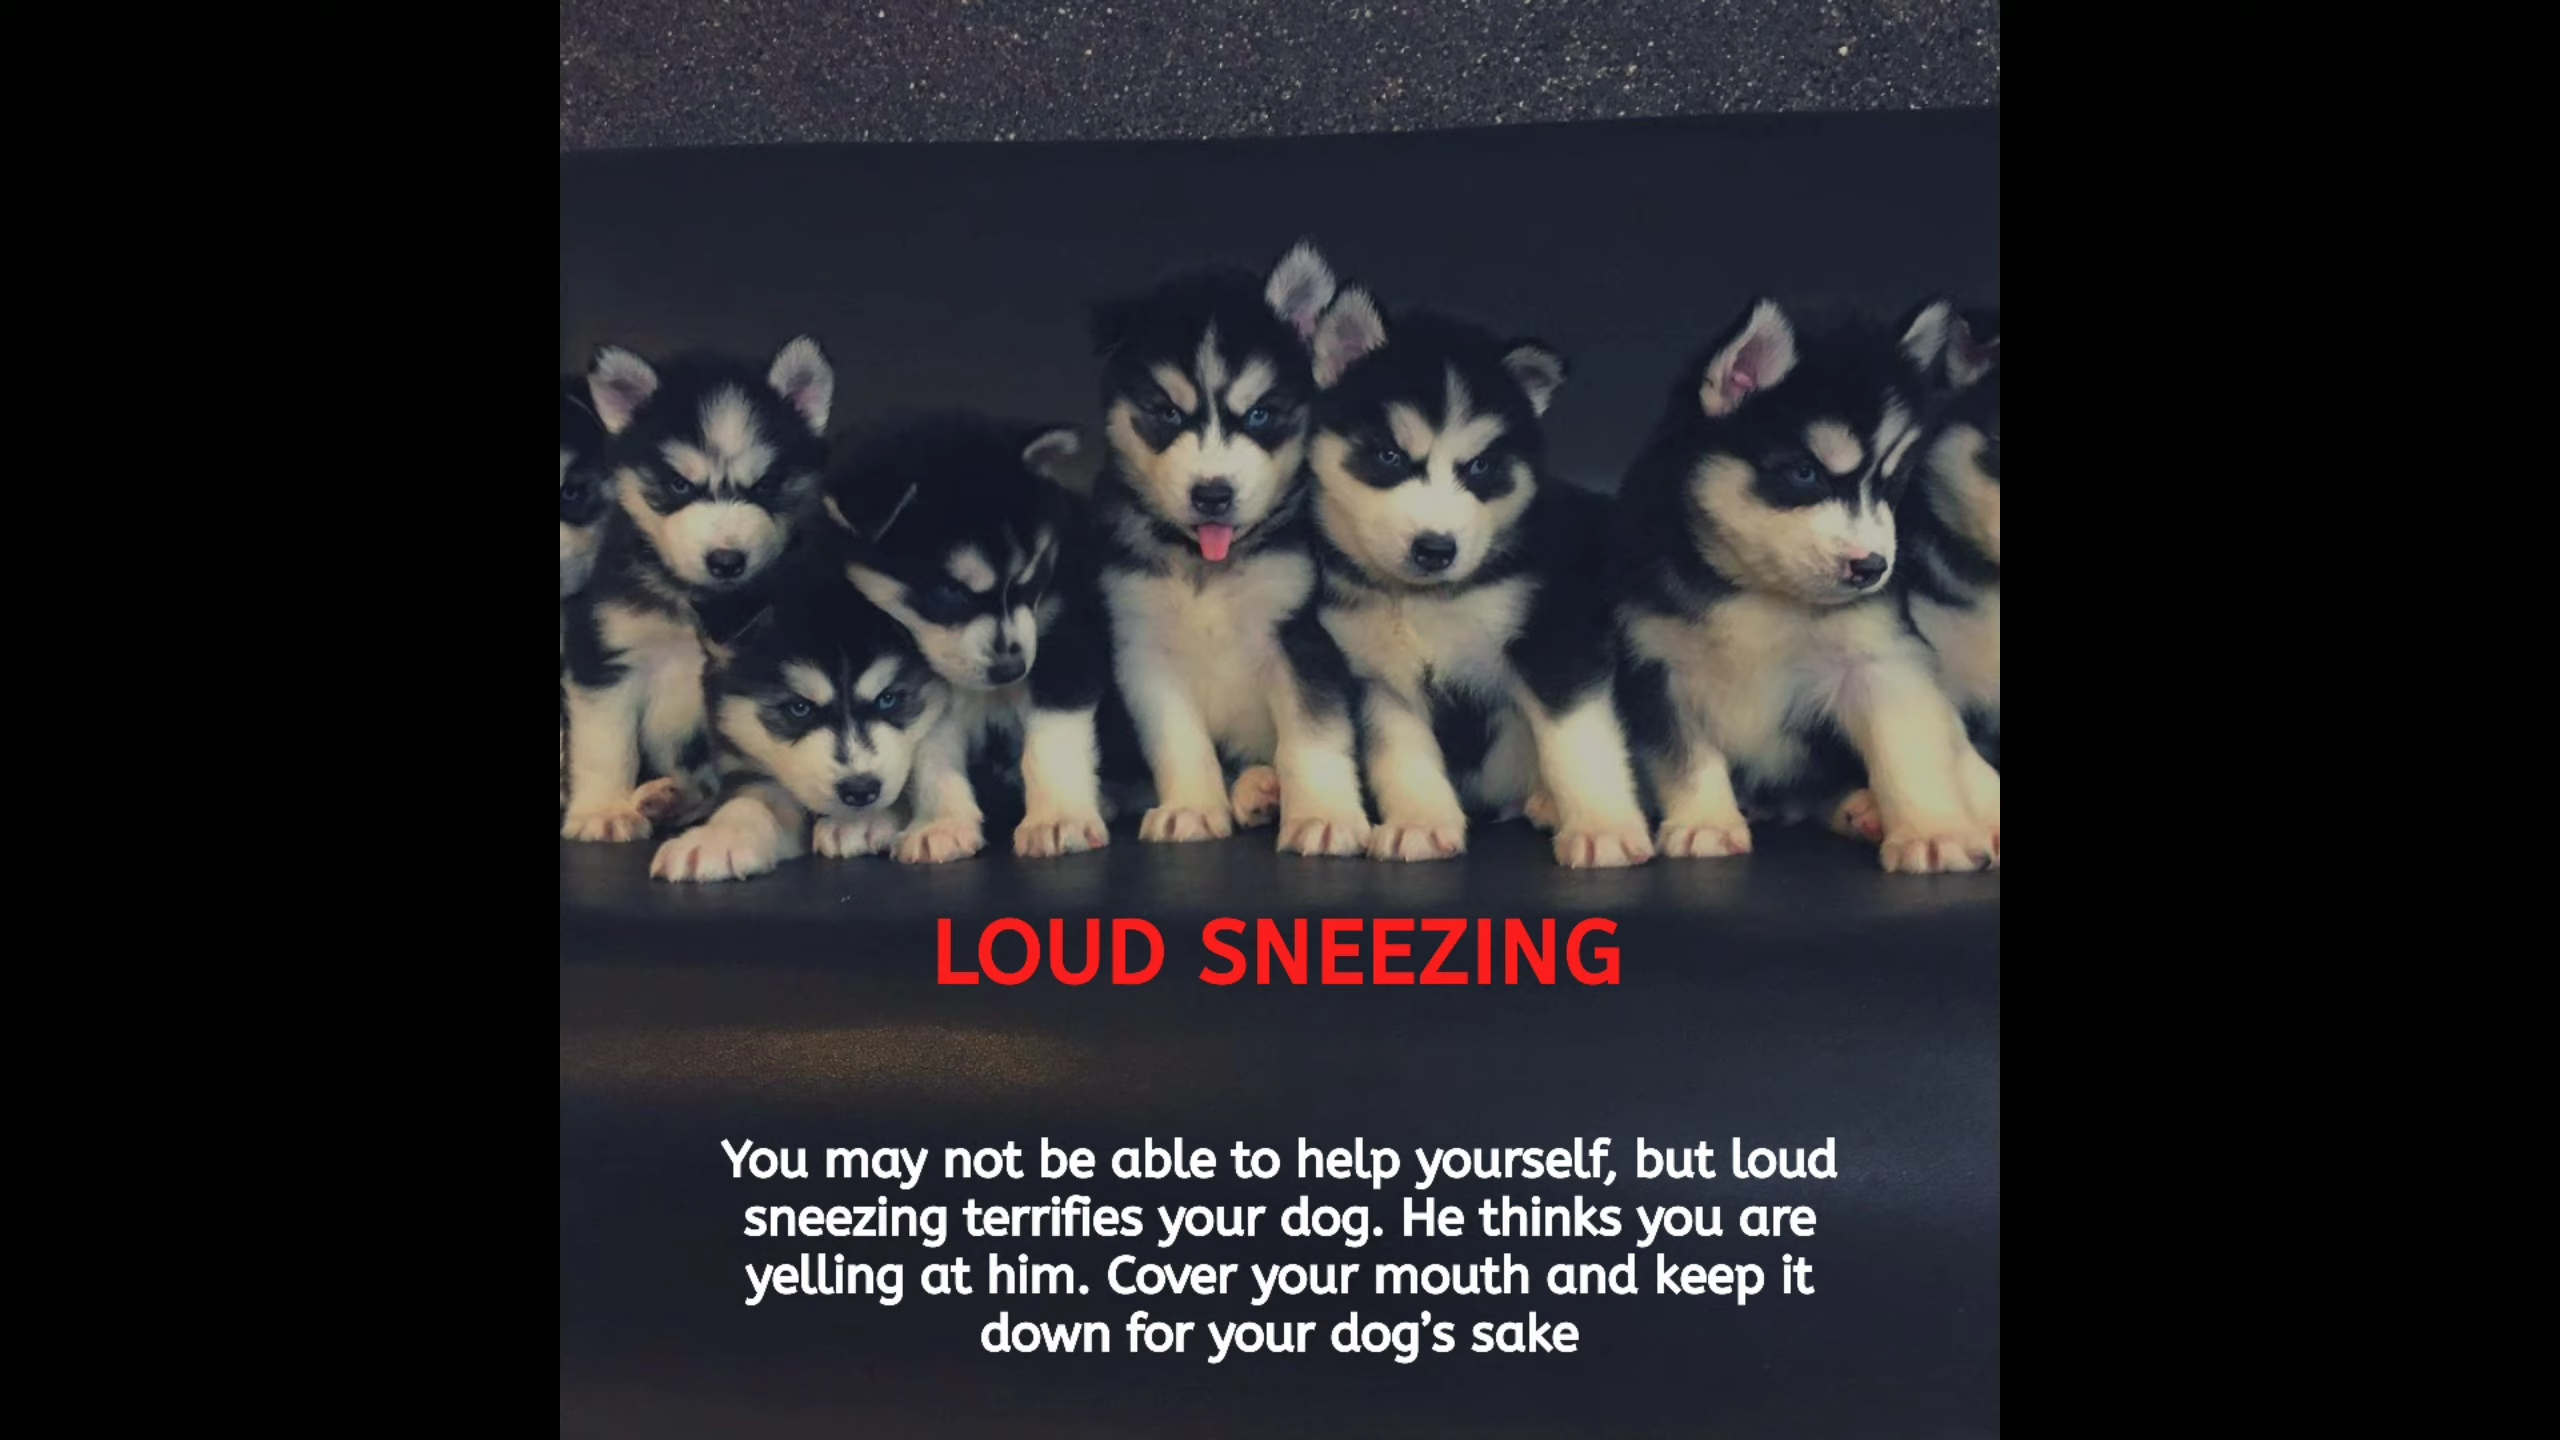 LOUD SNEEZING
You may not be able to help yourself, but loud
sneezing terrifies your dog. He thinks you are
yelling at him. Cover your mouth and keep it
down for your dog’s sake